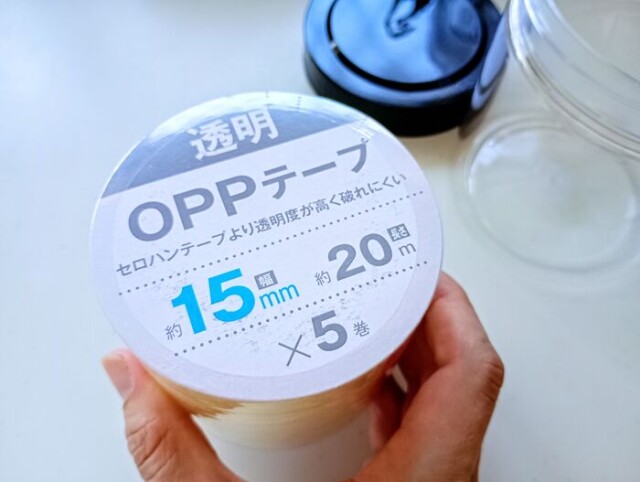 透明
OPPテープ
セロハンテープより透明度が高く破れにくい
約15幅mm 約20長さm
×5巻